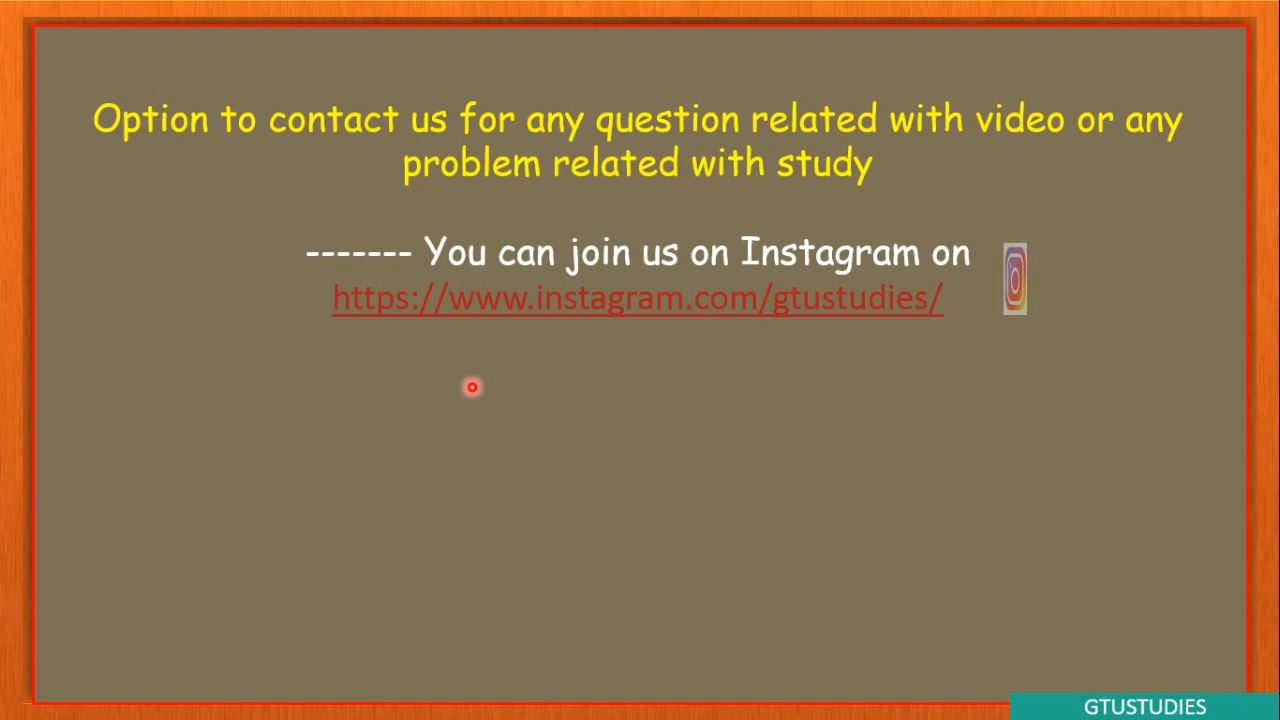 Option to contact us for any question related with video or any
problem related with study
------- You can join us on Instagram on
https://www.instagram.com/gtustudies/
GTUSTUDIES